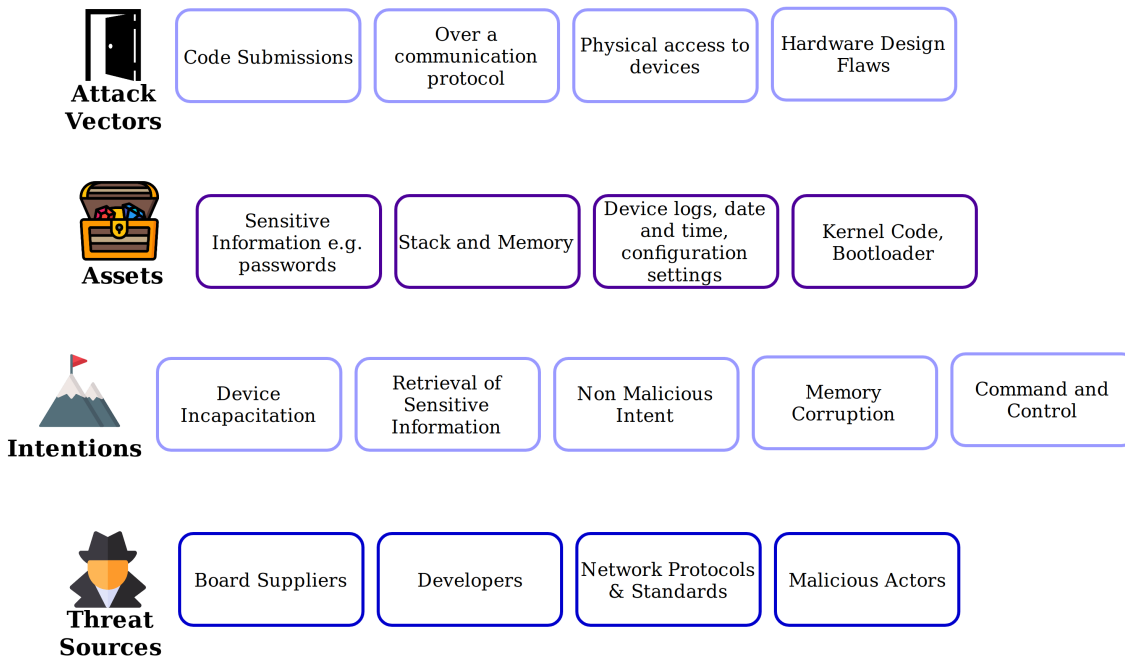 Attack
Vectors
Code Submissions
Over a
communication
protocol
Physical access to
devices
Hardware Design
Flaws
Assets
Sensitive
Information e.g.
passwords
Stack and Memory
Device logs, date
and time,
configuration
settings
Kernel Code,
Bootloader
Intentions
Device
Incapacitation
Retrieval of
Sensitive
Information
Non Malicious
Intent
Memory
Corruption
Command and
Control
Threat
Sources
Board Suppliers
Developers
Network Protocols
& Standards
Malicious Actors